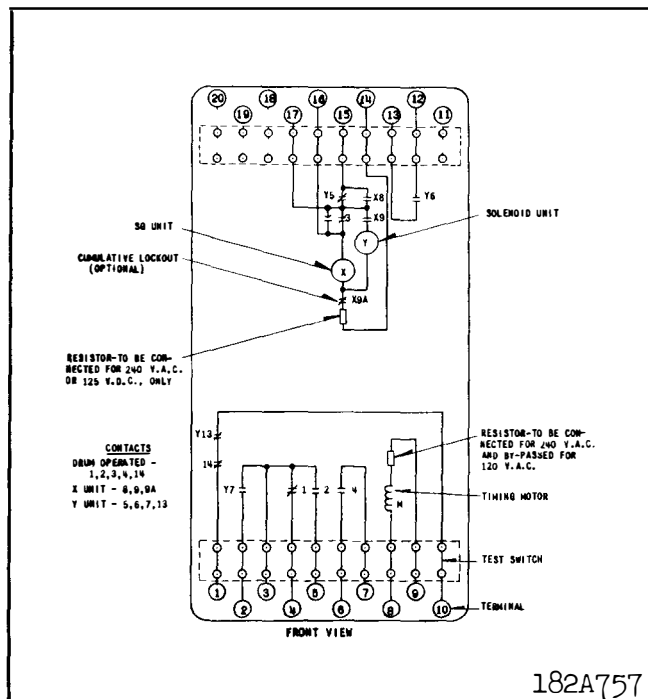 20 18 16 14 12
19 17 15 13 11
Y5 X8 Y6
3 X9
SG UNIT
SOLENOID UNIT
Y
CUMULATIVE LOCKOUT
(OPTIONAL)
X
X9A
RESISTOR-TO BE CON-
NECTED FOR 240 V.A.C.
OR 125 V.D.C., ONLY
RESISTOR-TO BE CON-
NECTED FOR 240 V.A.C.
AND BY-PASSED FOR
120 V.A.C.
Y13
CONTACTS
DRUM OPERATED -
1,2,3,4,14
X UNIT - 8,9,9A
Y UNIT - 5,6,7,13
14
Y7 1 2 4
M
TIMING MOTOR
TEST SWITCH
1 3 5 7 9
2 4 6 8 10
TERMINAL
FRONT VIEW
182A757